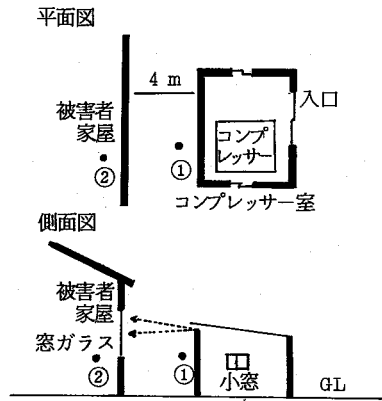 平面図
4 m
入口
被害者
家屋
コンプ
レッサー
①
②
コンプレッサー室
側面図
被害者
家屋
窓ガラス
②
①
小窓
GL